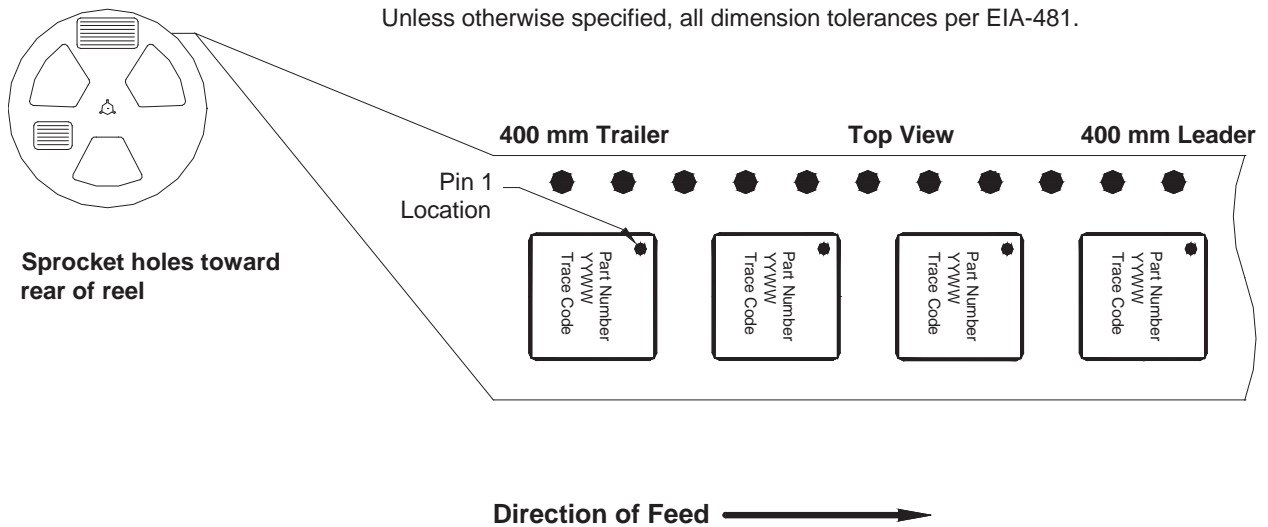 Unless otherwise specified, all dimension tolerances per EIA-481.
400 mm Trailer
Top View
400 mm Leader
Pin 1
Location
Part Number
YYWW
Trace Code
Part Number
YYWW
Trace Code
Part Number
YYWW
Trace Code
Part Number
YYWW
Trace Code
Sprocket holes toward
rear of reel
Direction of Feed